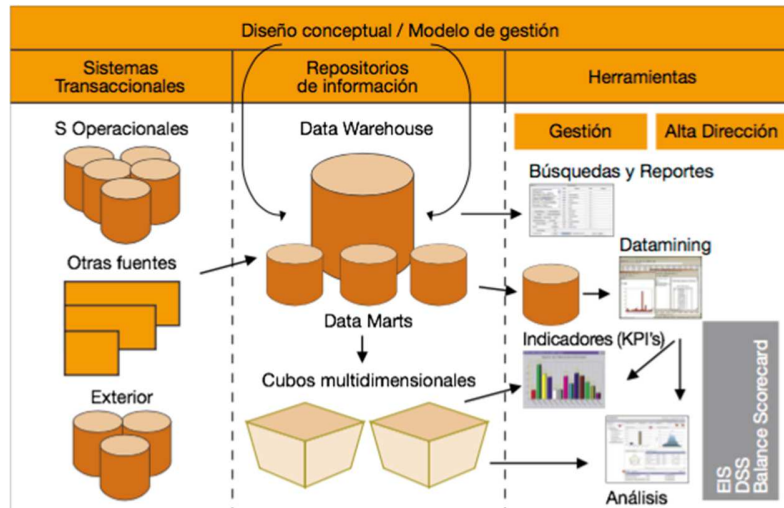 Diseño conceptual / Modelo de gestión
Sistemas
Transaccionales
Repositorios
de información
Herramientas
S Operacionales
Otras fuentes
Exterior
Data Warehouse
Data Marts
Cubos multidimensionales
Gestión
Alta Dirección
Búsquedas y Reportes
Datamining
Indicadores (KPI's)
Análisis
EIS
DSS
Balance Scorecard